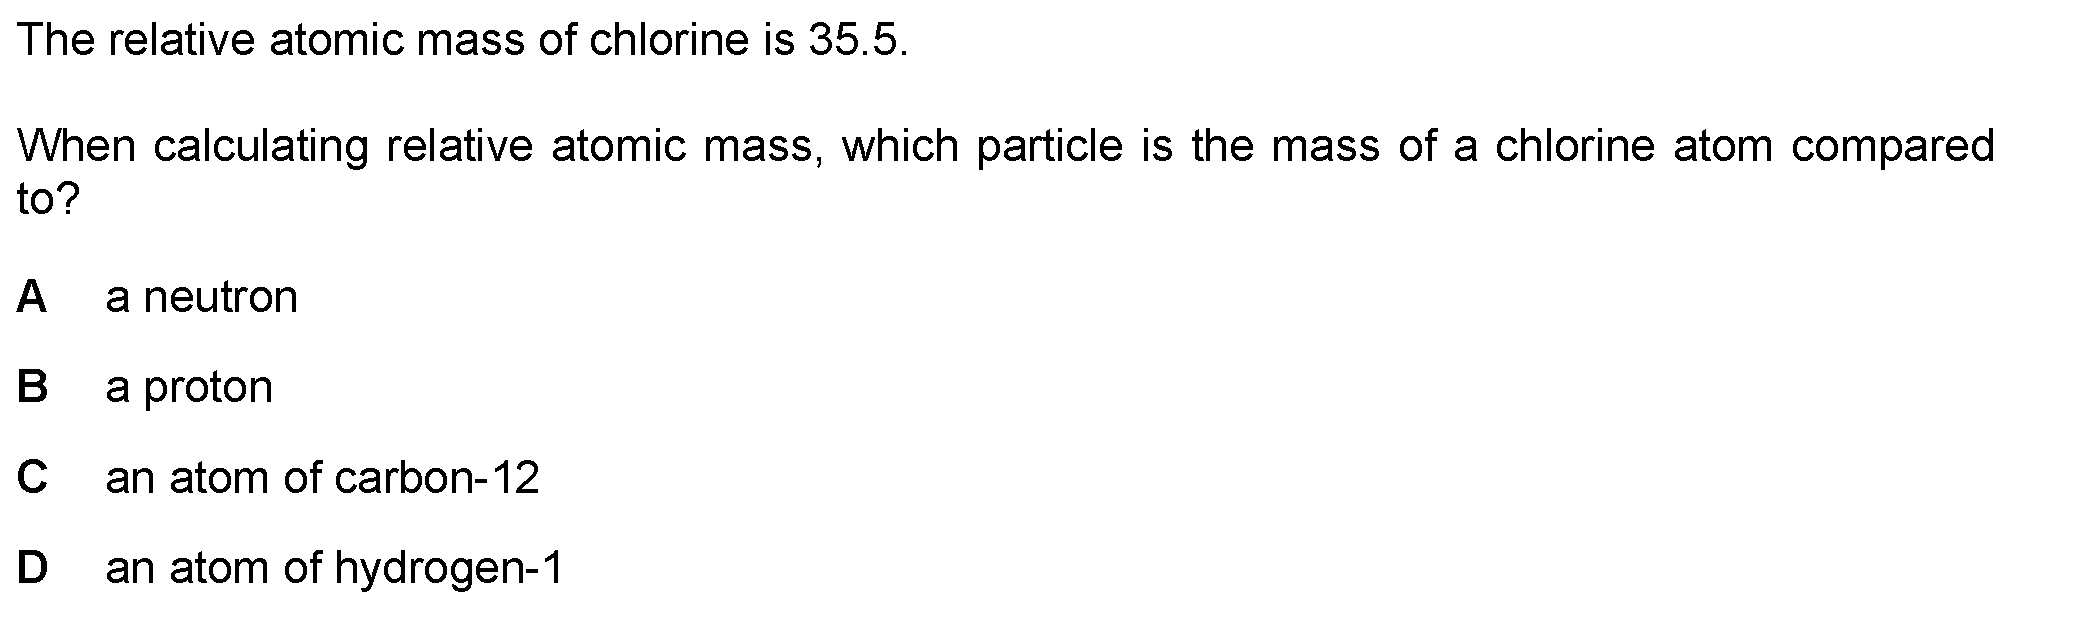 The relative atomic mass of chlorine is 35.5.
When calculating relative atomic mass, which particle is the mass of a chlorine atom compared
to?
A a neutron
B a proton
C an atom of carbon-12
D an atom of hydrogen-1